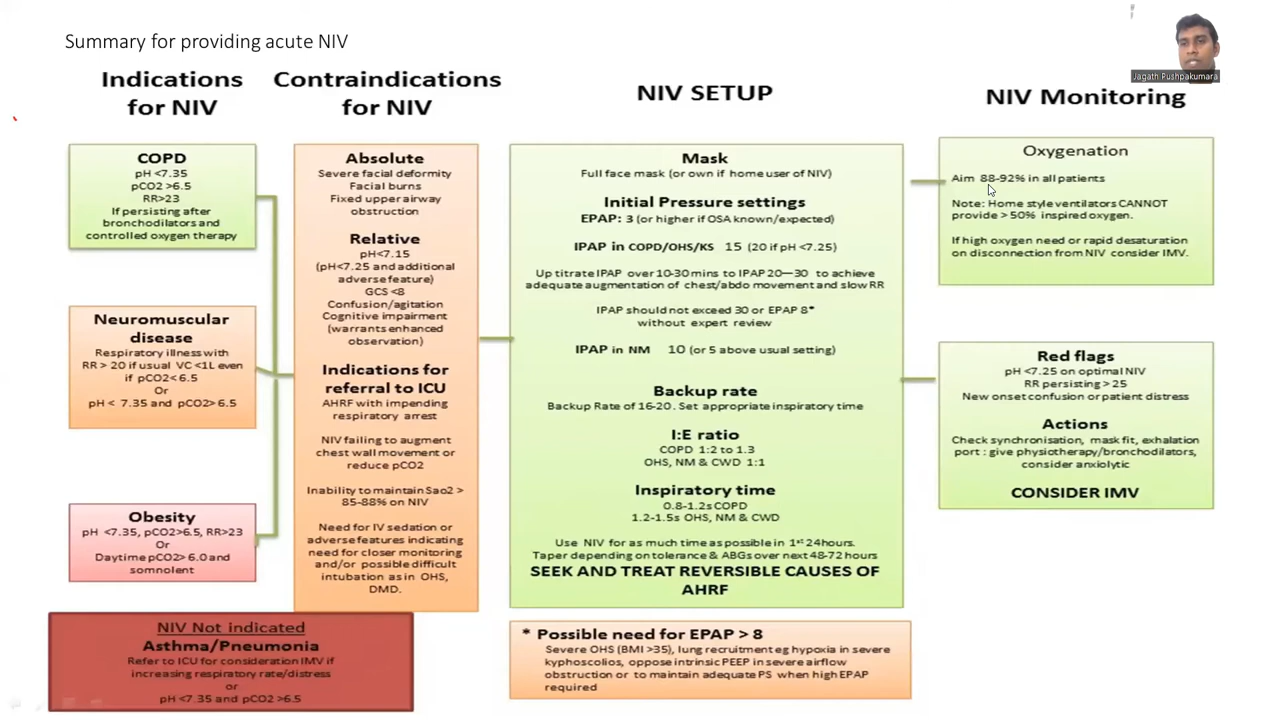 Summary for providing acute NIV
Jagath Pushpakumara
Indications
for NIV
COPD
pH <7.35
pCO2 >6.5
RR>23
If persisting after
bronchodilators and
controlled oxygen therapy
Neuromuscular
disease
Respiratory illness with
RR > 20 if usual VC <1L even
if pCO2< 6.5
Or
pH < 7.35 and pCO2> 6.5
Obesity
pH <7.35, pCO2>6.5, RR>23
Or
Daytime pCO2> 6.0 and
somnolent
NIV Not indicated
Asthma/Pneumonia
Refer to ICU for consideration IMV if
increasing respiratory rate/distress
or
pH <7.35 and pCO2 >6.5
Contraindications
for NIV
Absolute
Severe facial deformity
Facial burns
Fixed upper airway
obstruction
Relative
pH<7.15
(pH<7.25 and additional
adverse feature)
GCS <8
Confusion/agitation
Cognitive impairment
(warrants enhanced
observation)
Indications for
referral to ICU
AHRF with impending
respiratory arrest
NIV failing to augment
chest wall movement or
reduce pCO2
Inability to maintain Sao2 >
85-88% on NIV
Need for IV sedation or
adverse features indicating
need for closer monitoring
and/or possible difficult
intubation as in OHS,
DMD.
NIV SETUP
Mask
Full face mask (or own if home user of NIV)
Initial Pressure settings
EPAP: 3 (or higher if OSA known/expected)
IPAP in COPD/OHS/KS 15 (20 if pH <7.25)
Up titrate IPAP over 10-30 mins to IPAP 20—30 to achieve
adequate augmentation of chest/abdo movement and slow RR
IPAP should not exceed 30 or EPAP 8*
without expert review
IPAP in NM 10 (or 5 above usual setting)
Backup rate
Backup Rate of 16-20. Set appropriate inspiratory time
I:E ratio
COPD 1:2 to 1.3
OHS, NM & CWD 1:1
Inspiratory time
0.8-1.2s COPD
1.2-1.5s OHS, NM & CWD
Use NIV for as much time as possible in 1st 24hours.
Taper depending on tolerance & ABGs over next 48-72 hours
SEEK AND TREAT REVERSIBLE CAUSES OF
AHRF
* Possible need for EPAP > 8
Severe OHS (BMI >35), lung recruitment eg hypoxia in severe
kyphoscolios, oppose intrinsic PEEP in severe airflow
obstruction or to maintain adequate PS when high EPAP
required
NIV Monitoring
Oxygenation
Aim 88-92% in all patients
Note: Home style ventilators CANNOT
provide > 50% inspired oxygen.
If high oxygen need or rapid desaturation
on disconnection from NIV consider IMV.
Red flags
pH <7.25 on optimal NIV
RR persisting > 25
New onset confusion or patient distress
Actions
Check synchronisation, mask fit, exhalation
port : give physiotherapy/bronchodilators,
consider anxiolytic
CONSIDER IMV